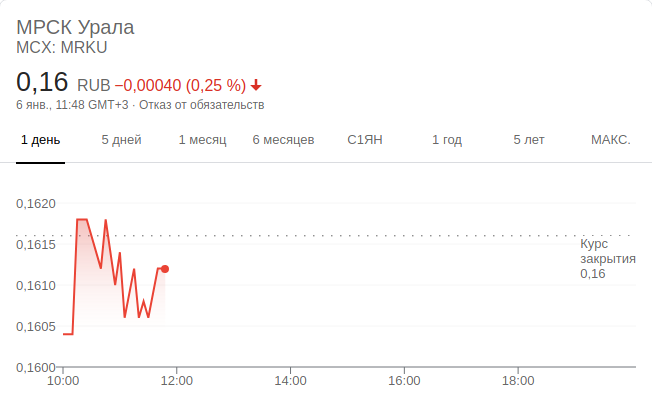 МРСК Урала
MCX: MRKU
0,16 RUB −0,00040 (0,25 %)
6 янв., 11:48 GMT+3 · Отказ от обязательств
1 день 5 дней 1 месяц 6 месяцев С1ЯН 1 год 5 лет МАКС.
0,1620
0,1615
0,1610
0,1605
0,1600
Курс
закрытия
0,16
10:00 12:00 14:00 16:00 18:00